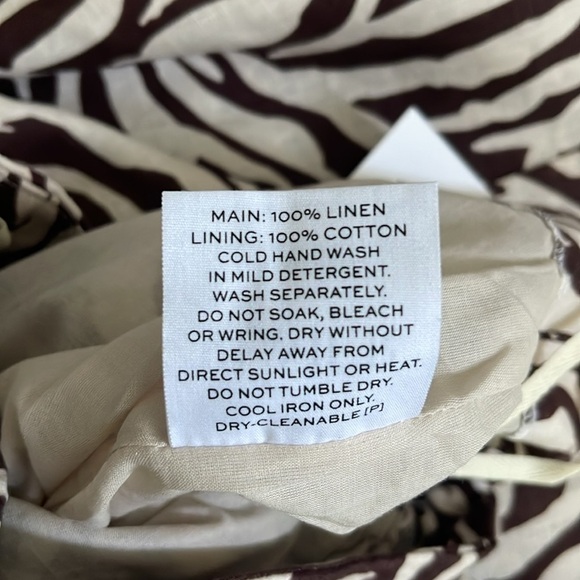 MAIN: 100% LINEN
LINING: 100% COTTON
COLD HAND WASH
IN MILD DETERGENT.
WASH SEPARATELY.
DO NOT SOAK, BLEACH
OR WRING. DRY WITHOUT
DELAY AWAY FROM
DIRECT SUNLIGHT OR HEAT.
DO NOT TUMBLE DRY.
COOL IRON ONLY.
DRY-CLEANABLE [P]